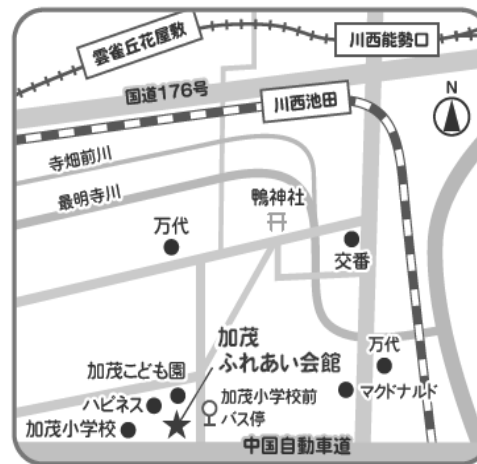 雲雀丘花屋敷
川西能勢口
国道176号
川西池田
N
寺畑前川
最明寺川
鴨神社
万代
交番
加茂
ふれあい会館
万代
加茂こども園
ハピネス
加茂小学校前
バス停
マクドナルド
加茂小学校
中国自動車道